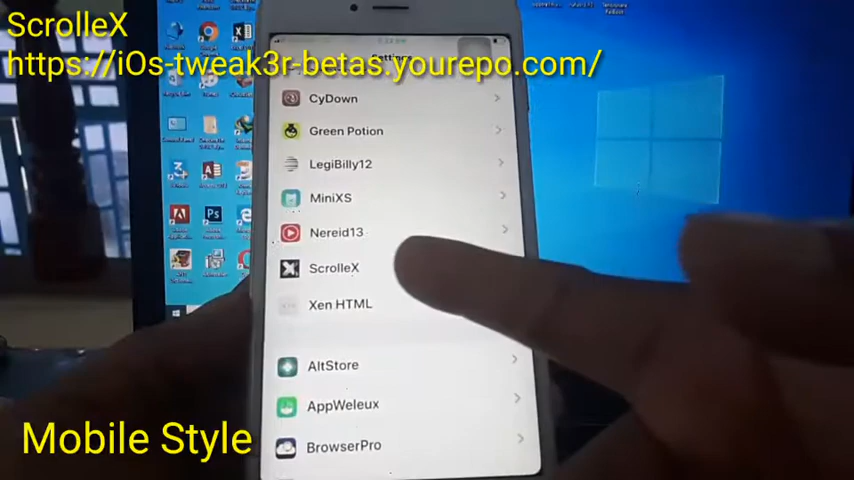 ScrolleX
https://iOs-tweak3r-betas.yourepo.com/
CyDown
Green Potion
LegiBilly12
MiniXS
Nereid13
ScrolleX
Xen HTML
AltStore
AppWeleux
BrowserPro
Mobile Style